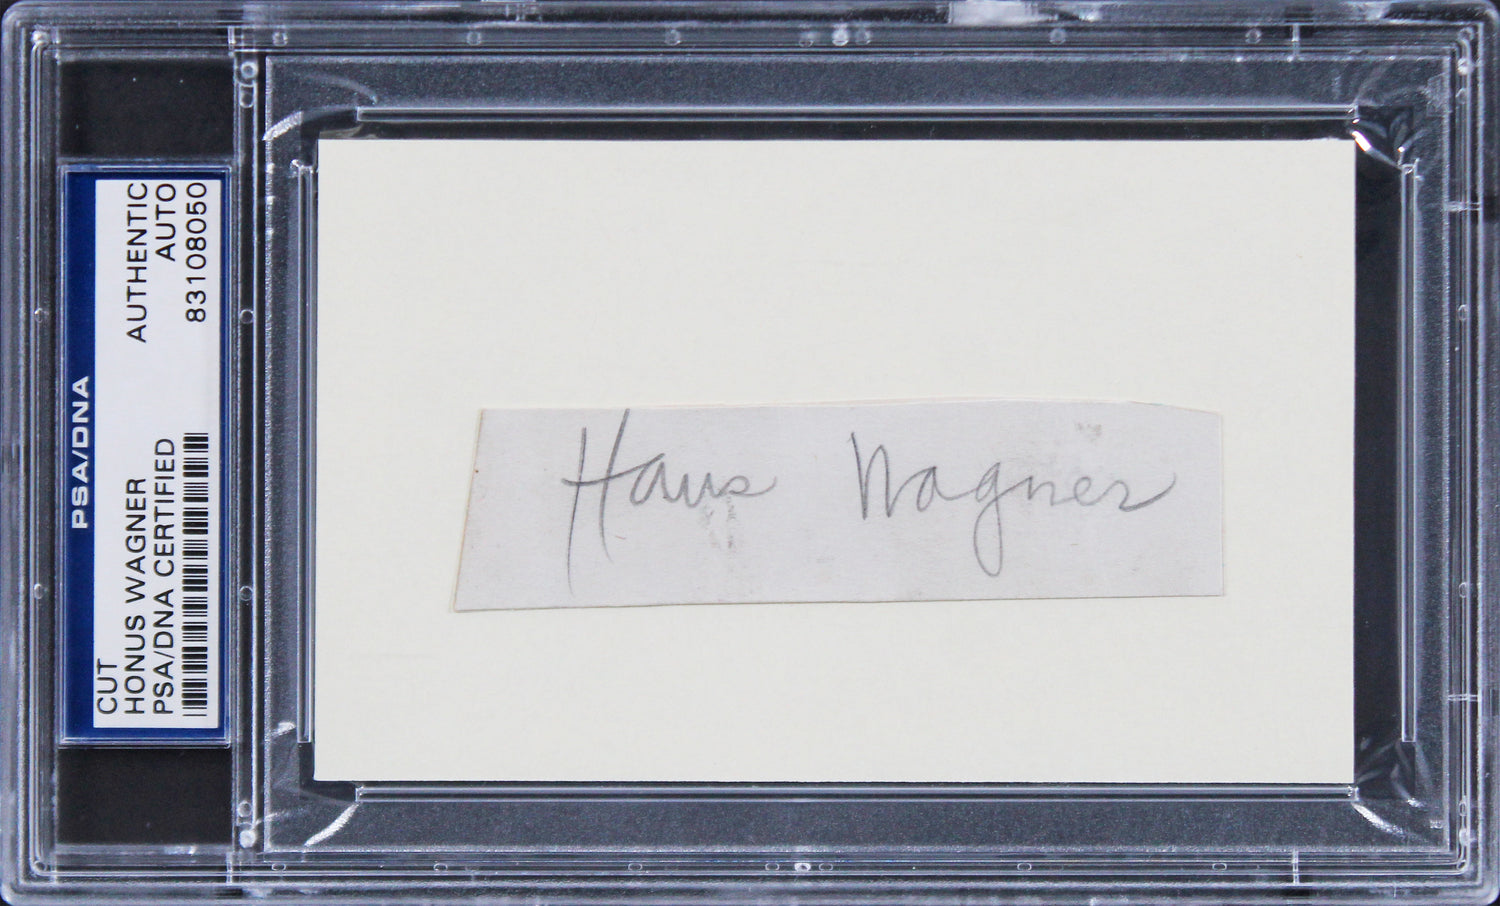 PSA/DNA
CUT AUTHENTIC
HONUS WAGNER AUTO
PSA/DNA CERTIFIED 83108050
Hans Wagner